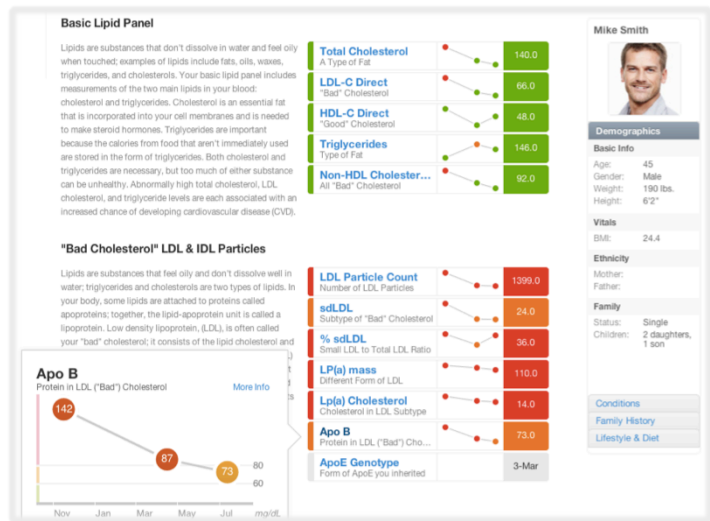 Basic Lipid Panel
Lipids are substances that don't dissolve in water and feel oily
when touched; examples of lipids include fats, oils, waxes,
triglycerides, and cholesterols. Your basic lipid panel includes
measurements of the two main lipids in your blood:
cholesterol and triglycerides. Cholesterol is an essential fat
that is incorporated into your cell membranes and is needed
to make steroid hormones. Triglycerides are important
because the calories from food that aren't immediately used
are stored in the form of triglycerides. Both cholesterol and
triglycerides are necessary, but too much of either substance
can be unhealthy. Abnormally high total cholesterol, LDL
cholesterol, and triglyceride levels are each associated with an
increased chance of developing cardiovascular disease (CVD).
Total Cholesterol 140.0
A Type of Fat
LDL-C Direct 66.0
"Bad" Cholesterol
HDL-C Direct 48.0
"Good" Cholesterol
Triglycerides 146.0
Type of Fat
Non-HDL Cholester... 92.0
All "Bad" Cholesterol
"Bad Cholesterol" LDL & IDL Particles
Lipids are substances that feel oily and don't dissolve well in
water; triglycerides and cholesterols are two types of lipids. In
your body, some lipids are attached to proteins called
apoproteins; together, the lipid-apoprotein unit is called a
lipoprotein. Low density lipoprotein, (LDL), is often called
your "bad" cholesterol; it consists of the lipid cholesterol and
LDL Particle Count 1399.0
Number of LDL Particles
sdLDL 24.0
Subtype of "Bad" Cholesterol
% sdLDL 36.0
Small LDL to Total LDL Ratio
LP(a) mass 110.0
Different Form of LDL
Lp(a) Cholesterol 14.0
Cholesterol in LDL Subtype
Apo B 73.0
Protein in LDL ("Bad") Cho...
ApoE Genotype 3-Mar
Form of ApoE you inherited
Apo B
Protein in LDL ("Bad") Cholesterol More Info
142
87
73
80
60
Nov Jan Mar May Jul mg/dL
Mike Smith
Demographics
Basic Info
Age: 45
Gender: Male
Weight: 190 lbs.
Height: 6'2"
Vitals
BMI: 24.4
Ethnicity
Mother:
Father:
Family
Status: Single
Children: 2 daughters,
1 son
Conditions
Family History
Lifestyle & Diet